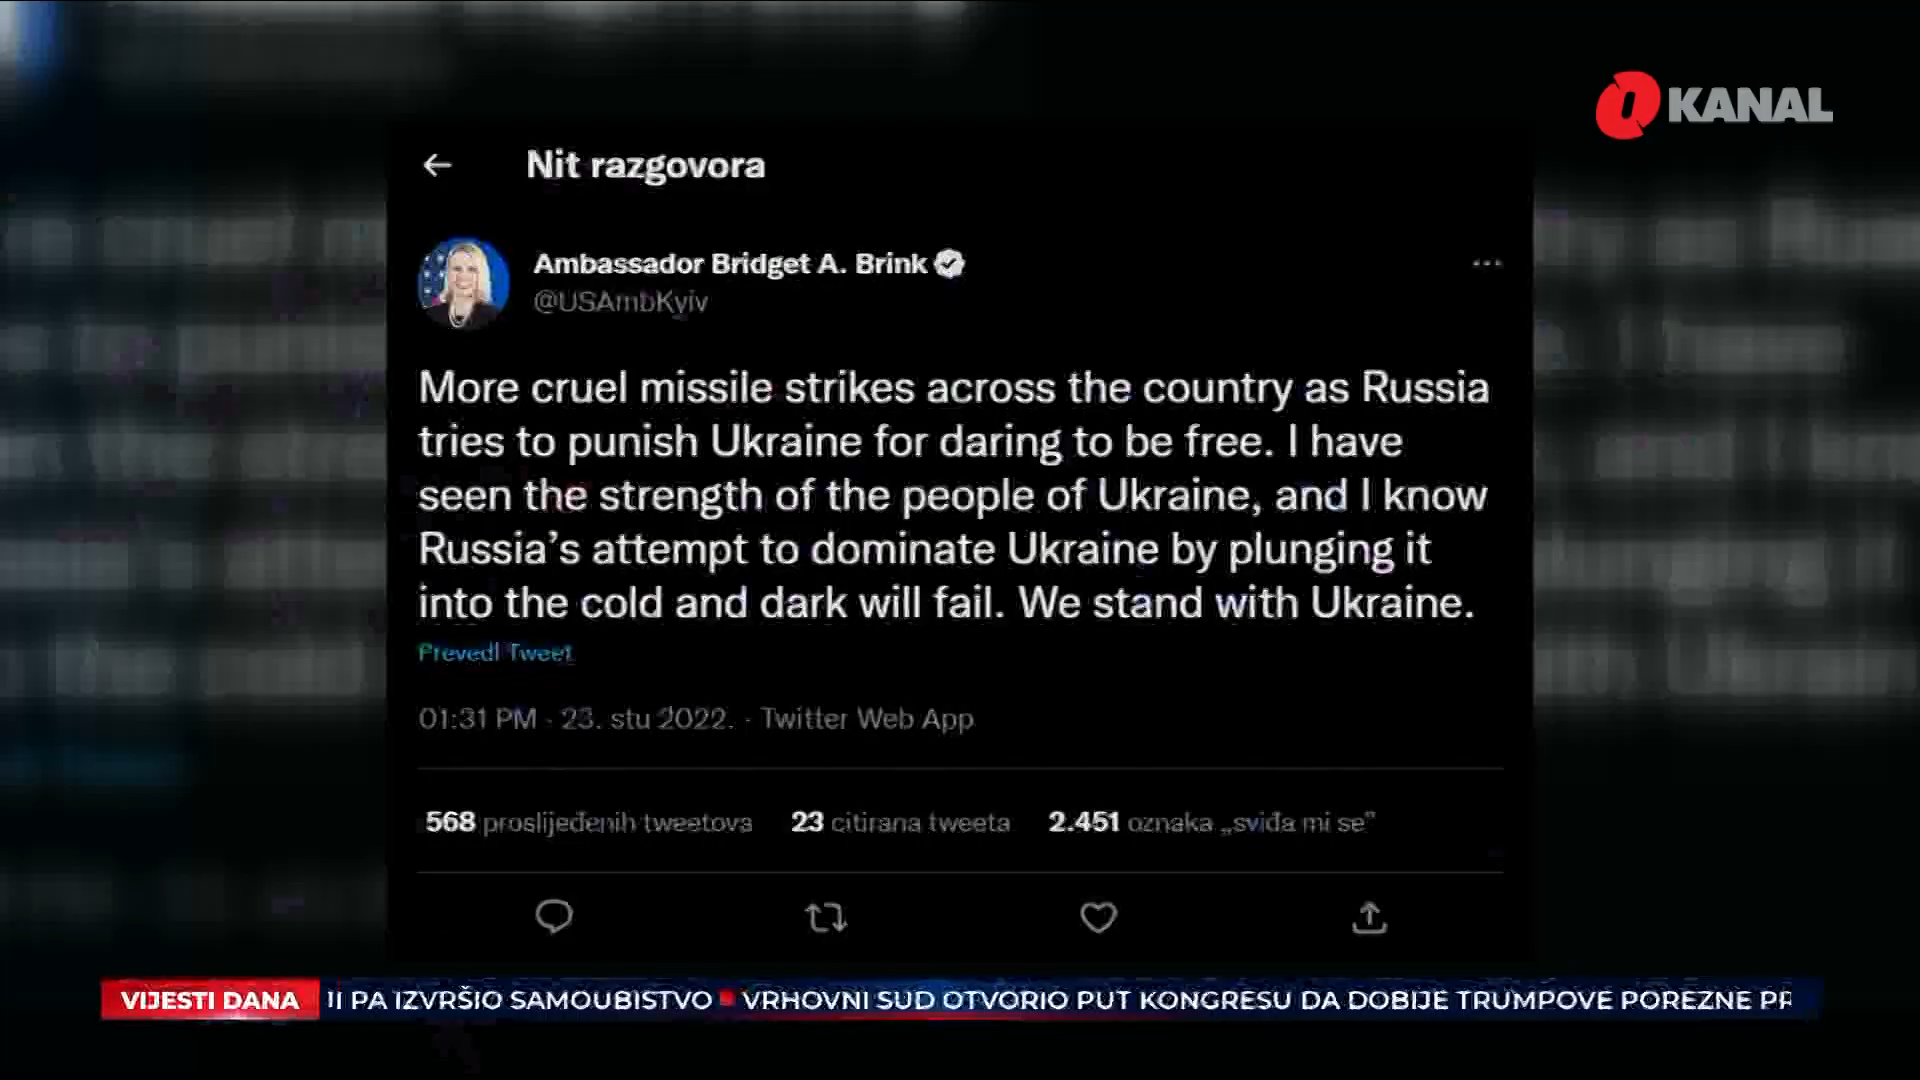 O KANAL
Nit razgovora
Ambassador Bridget A. Brink
@USAmbKyiv
More cruel missile strikes across the country as Russia
tries to punish Ukraine for daring to be free. I have
seen the strength of the people of Ukraine, and I know
Russia’s attempt to dominate Ukraine by plunging it
into the cold and dark will fail. We stand with Ukraine.
Prevedi Tweet
01:31 PM · 23. stu 2022. · Twitter Web App
568 proslijeđenih tweetova 23 citirana tweeta 2.451 oznaka „sviđa mi se”
VIJESTI DANA PA IZVRŠIO SAMOUBISTVO VRHOVNI SUD OTVORIO PUT KONGRESU DA DOBIJE TRUMPOVE POREZNE